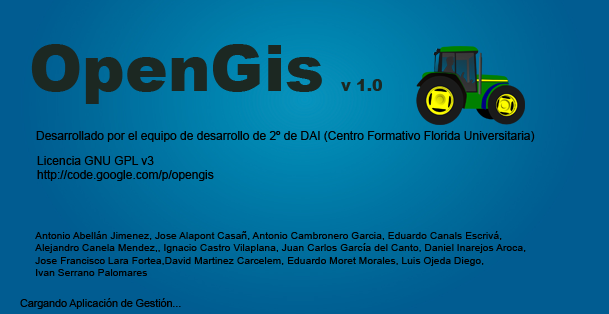 OpenGis v 1.0
Desarrollado por el equipo de desarrollo de 2º de DAI (Centro Formativo Florida Universitaria)
Licencia GNU GPL v3
http://code.google.com/p/opengis
Antonio Abellán Jimenez, Jose Alapont Casañ, Antonio Cambronero Garcia, Eduardo Canals Escrivá,
Alejandro Canela Mendez,, Ignacio Castro Vilaplana, Juan Carlos García del Canto, Daniel Inarejos Aroca,
Jose Francisco Lara Fortea,David Martinez Carcelem, Eduardo Moret Morales, Luis Ojeda Diego,
Ivan Serrano Palomares
Cargando Aplicación de Gestión...